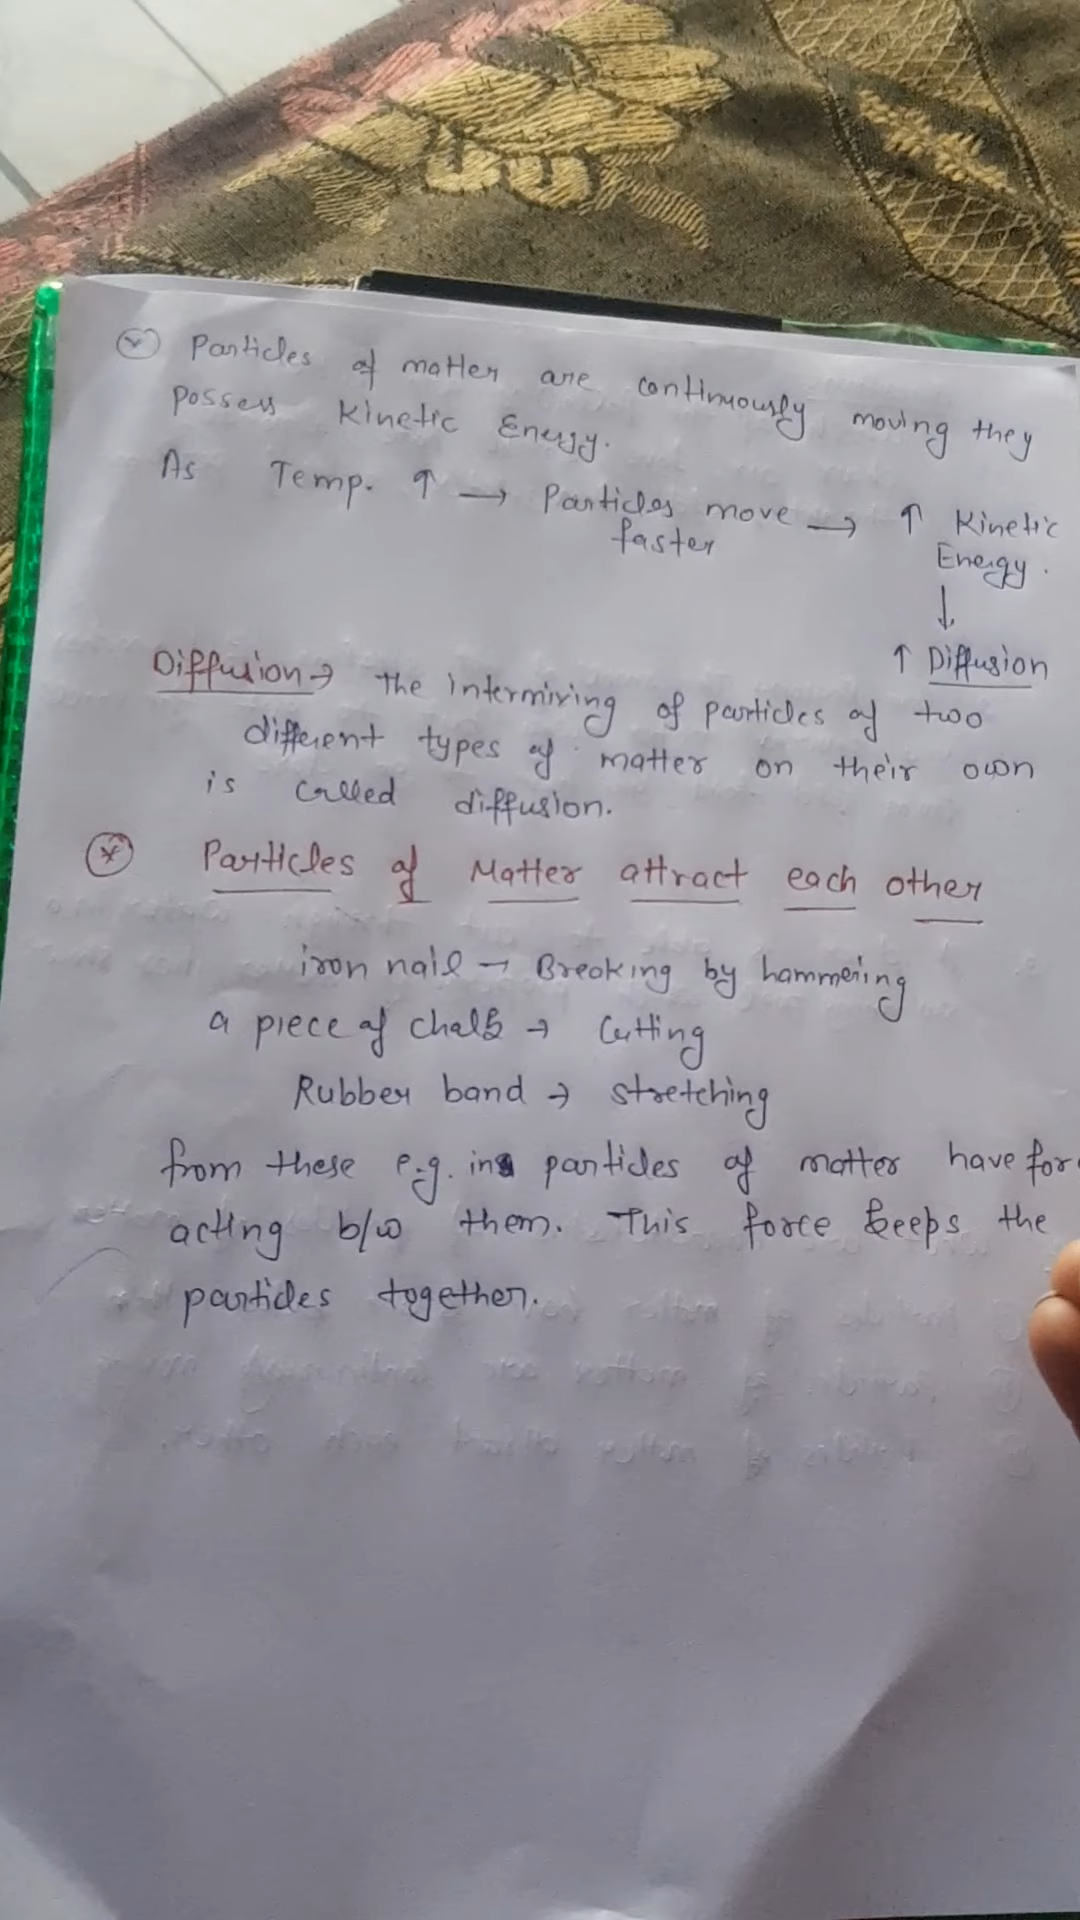 Particles of matter are continuously moving they
possess Kinetic Energy.
As Temp. ↑ → Particles move → ↑ Kinetic
faster Energy.
↓
↑ Diffusion
Diffusion → the intermixing of particles of two
different types of matter on their own
is called diffusion.
Particles of Matter attract each other
iron nail → Breaking by hammering
a piece of chalk → Cutting
Rubber band → stretching
from these e.g. in particles of matter have for
acting b/w them. This force keeps the
particles together.